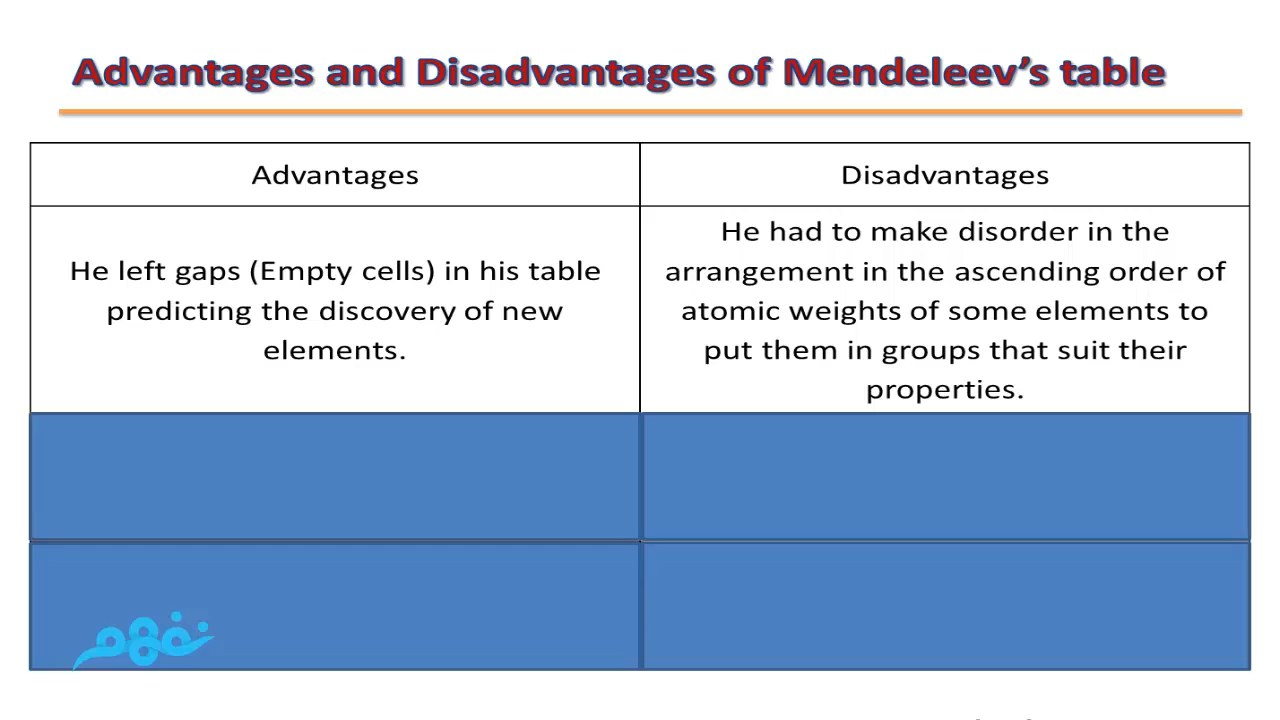 Advantages and Disadvantages of Mendeleev's table
Advantages
Disadvantages
He left gaps (Empty cells) in his table
predicting the discovery of new
elements.
He had to make disorder in the
arrangement in the ascending order of
atomic weights of some elements to
put them in groups that suit their
properties.
نفهم